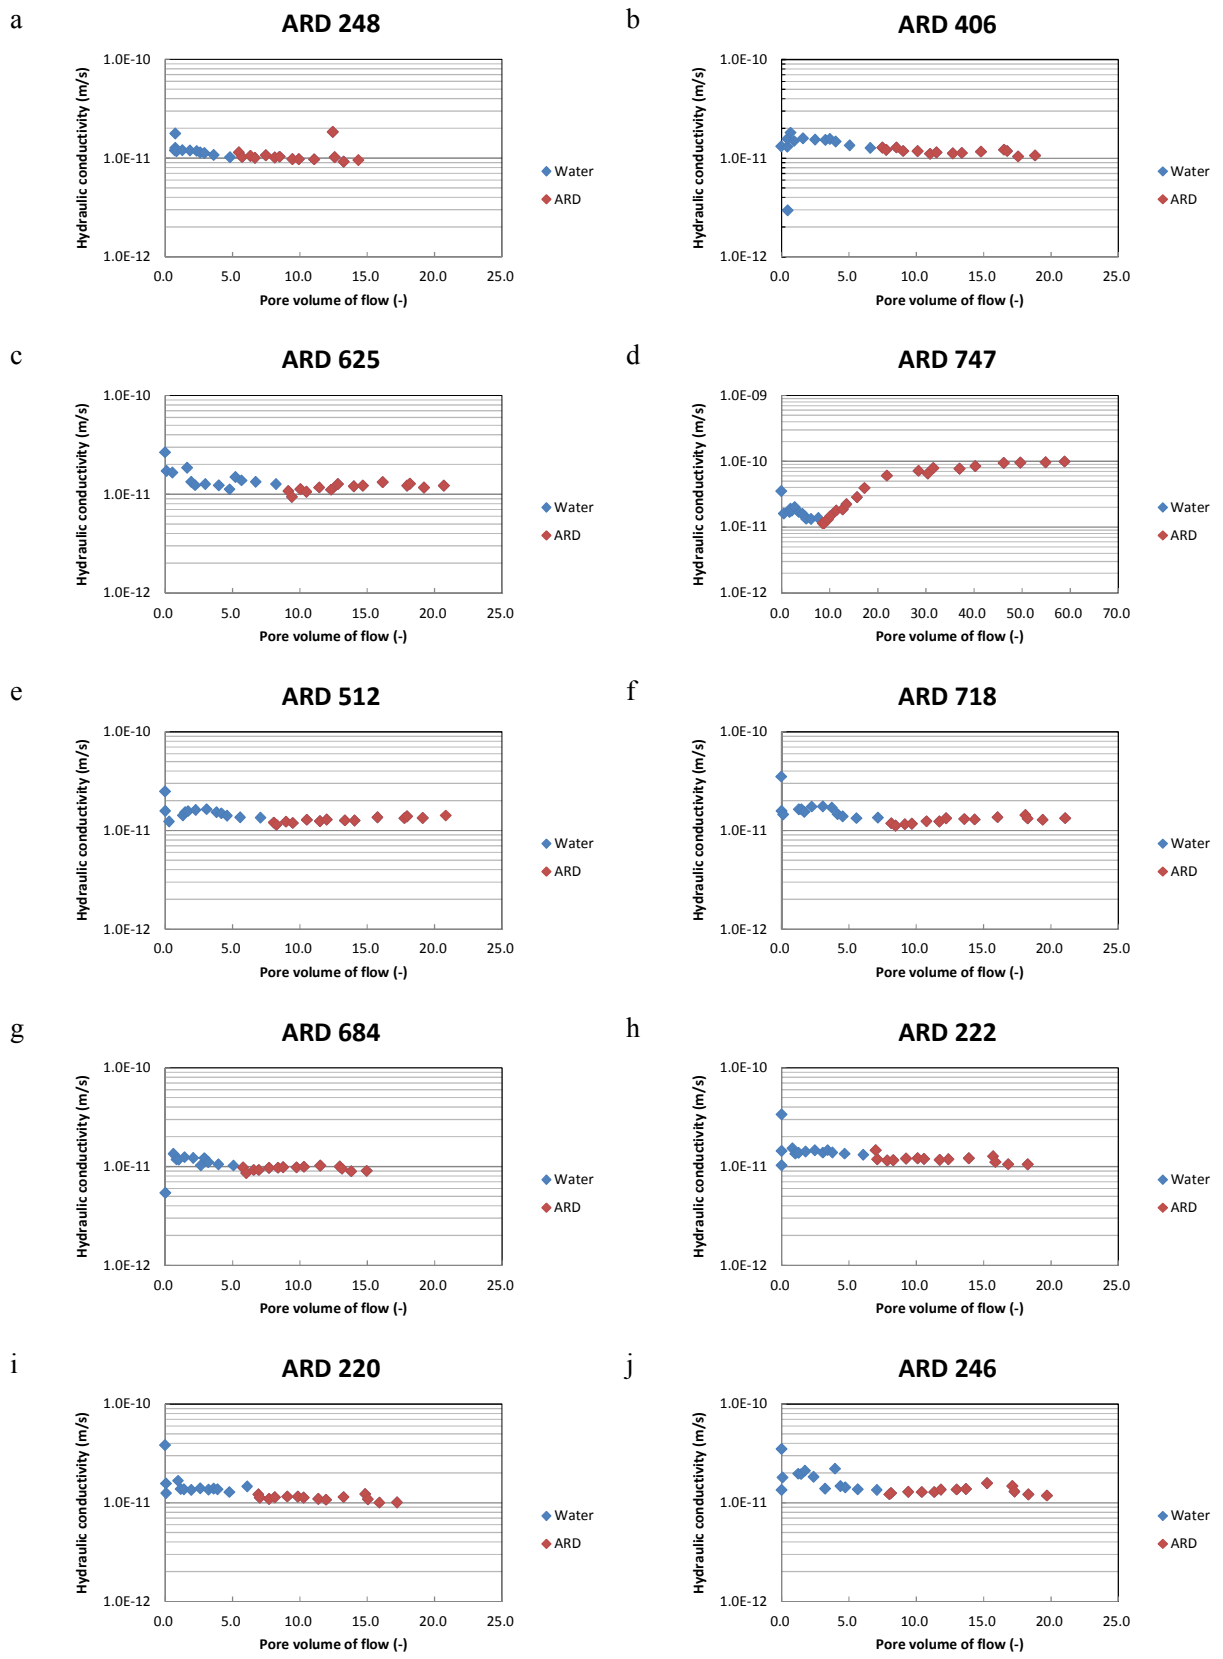 a
ARD 248
Hydraulic conductivity (m/s)
1.0E-10
1.0E-11
1.0E-12
0.0 5.0 10.0 15.0 20.0 25.0
Pore volume of flow (-)
Water
ARD
b
ARD 406
Hydraulic conductivity (m/s)
1.0E-10
1.0E-11
1.0E-12
0.0 5.0 10.0 15.0 20.0 25.0
Pore volume of flow (-)
Water
ARD
c
ARD 625
Hydraulic conductivity (m/s)
1.0E-10
1.0E-11
1.0E-12
0.0 5.0 10.0 15.0 20.0 25.0
Pore volume of flow (-)
Water
ARD
d
ARD 747
Hydraulic conductivity (m/s)
1.0E-09
1.0E-10
1.0E-11
1.0E-12
0.0 10.0 20.0 30.0 40.0 50.0 60.0 70.0
Pore volume of flow (-)
Water
ARD
e
ARD 512
Hydraulic conductivity (m/s)
1.0E-10
1.0E-11
1.0E-12
0.0 5.0 10.0 15.0 20.0 25.0
Pore volume of flow (-)
Water
ARD
f
ARD 718
Hydraulic conductivity (m/s)
1.0E-10
1.0E-11
1.0E-12
0.0 5.0 10.0 15.0 20.0 25.0
Pore volume of flow (-)
Water
ARD
g
ARD 684
Hydraulic conductivity (m/s)
1.0E-10
1.0E-11
1.0E-12
0.0 5.0 10.0 15.0 20.0 25.0
Pore volume of flow (-)
Water
ARD
h
ARD 222
Hydraulic conductivity (m/s)
1.0E-10
1.0E-11
1.0E-12
0.0 5.0 10.0 15.0 20.0 25.0
Pore volume of flow (-)
Water
ARD
i
ARD 220
Hydraulic conductivity (m/s)
1.0E-10
1.0E-11
1.0E-12
0.0 5.0 10.0 15.0 20.0 25.0
Pore volume of flow (-)
Water
ARD
j
ARD 246
Hydraulic conductivity (m/s)
1.0E-10
1.0E-11
1.0E-12
0.0 5.0 10.0 15.0 20.0 25.0
Pore volume of flow (-)
Water
ARD